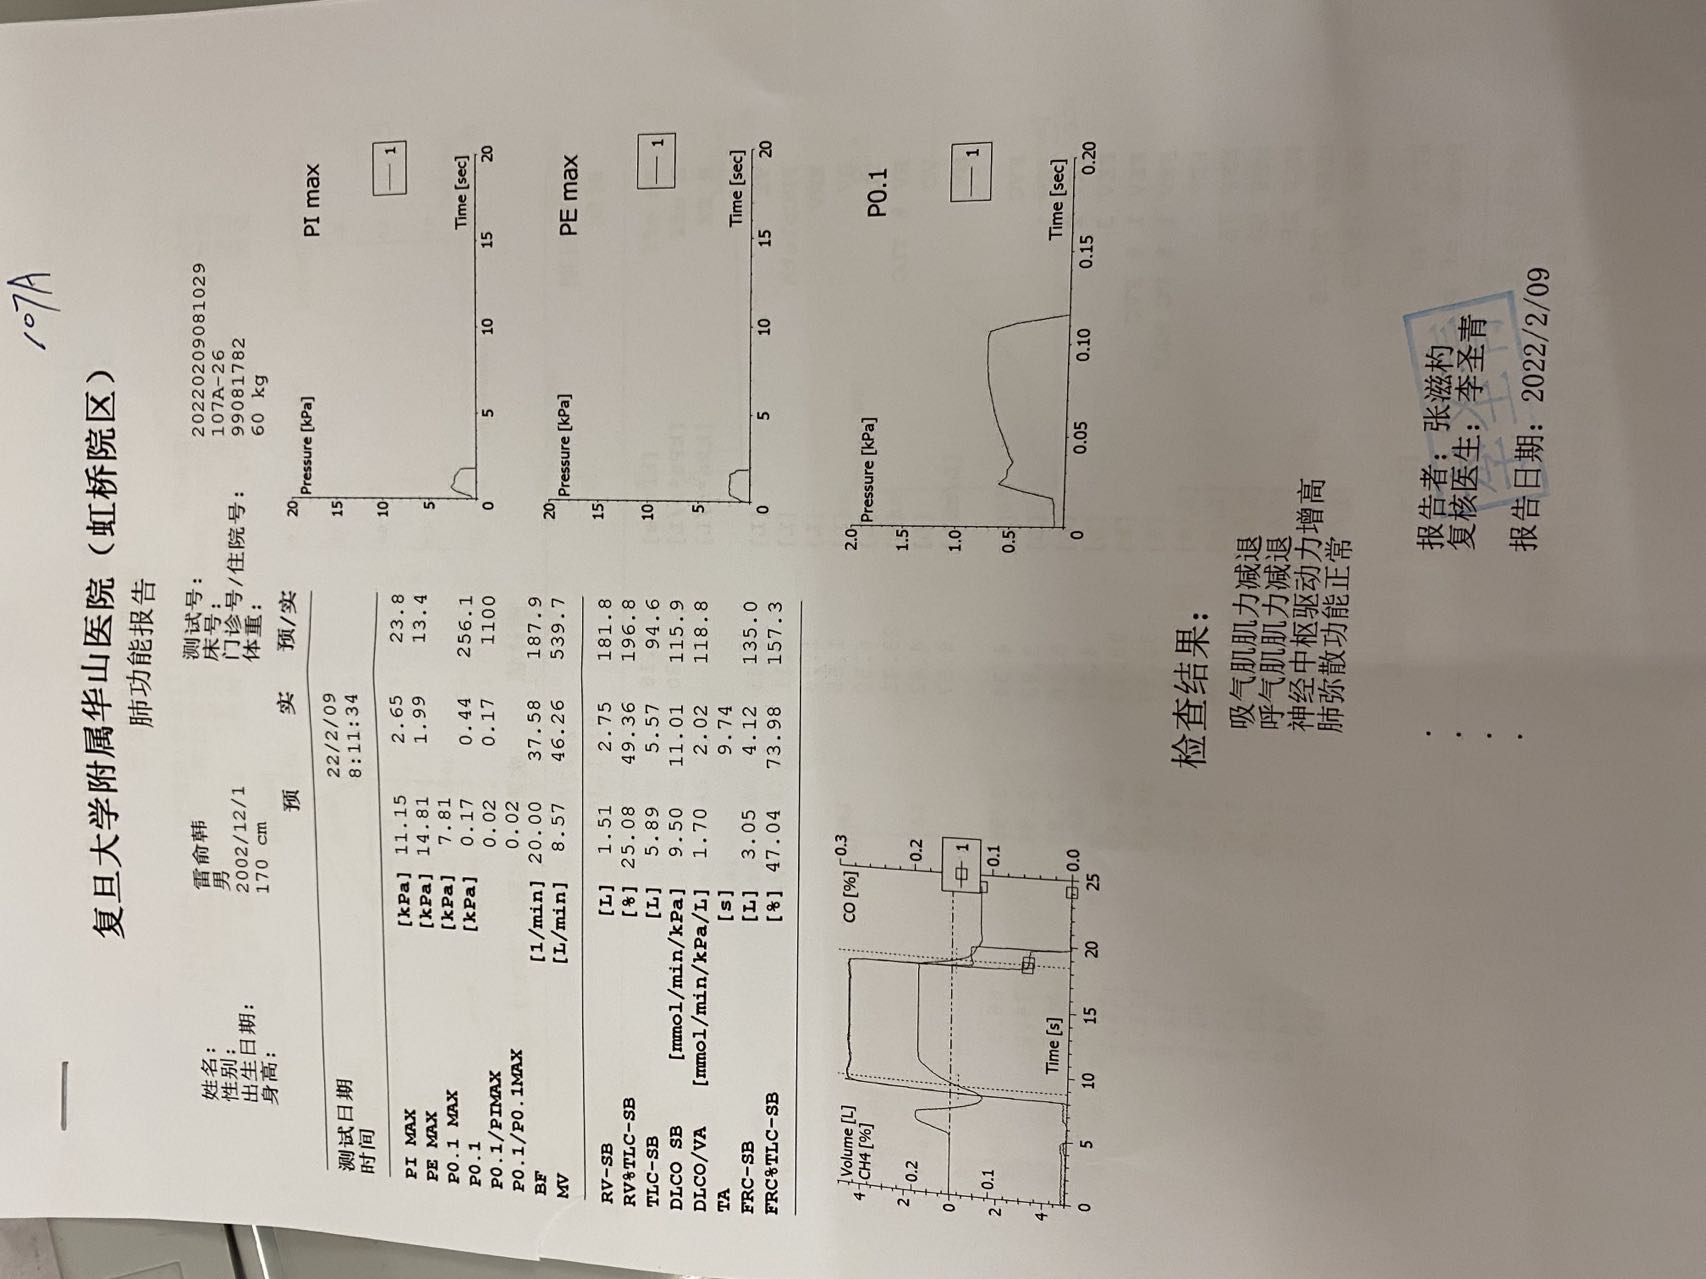 107A
复旦大学附属华山医院（虹桥院区）
肺功能报告
姓名： 雷俞韩 测试号： 20220209081029
性别： 男 床号： 107A-26
出生日期： 2002/12/1 门诊号/住院号： 99081782
身高： 170 cm 体重： 60 kg
预 实 预/实
测试日期 22/2/09
时间 8:11:34
PI MAX [kPa] 11.15 2.65 23.8
PE MAX [kPa] 14.81 1.99 13.4
P0.1 MAX [kPa] 7.81
P0.1 [kPa] 0.17 0.44 256.1
P0.1/PIMAX 0.02 0.17 1100
P0.1/P0.1MAX 0.02
BF [1/min] 20.00 37.58 187.9
MV [L/min] 8.57 46.26 539.7
RV-SB [L] 1.51 2.75 181.8
RV%TLC-SB [%] 25.08 49.36 196.8
TLC-SB [L] 5.89 5.57 94.6
DLCO SB [mmol/min/kPa] 9.50 11.01 115.9
DLCO/VA [mmol/min/kPa/L] 1.70 2.02 118.8
TA [s] 9.74
FRC-SB [L] 3.05 4.12 135.0
FRC%TLC-SB [%] 47.04 73.98 157.3
20 Pressure [kPa] PI max
15
10 1
5
Time [sec]
0 5 10 15 20
20 Pressure [kPa] PE max
15
10 1
5
Time [sec]
0 5 10 15 20
Volume [L] CO [%] 0.3
4 CH4 [%]
2 0.2 0.2
0 1
2 0.1 0.1
4 Time [s] 0.0
0 5 10 15 20 25
2.0 Pressure [kPa] P0.1
1.5
1.0 1
0.5
Time [sec]
0 0.05 0.10 0.15 0.20
检查结果：
吸气肌肌力减退
呼气肌肌力减退
神经中枢驱动力增高
肺弥散功能正常
报告者： 张滋杓
复核医生： 李圣青
李圣青
报告日期： 2022/2/09